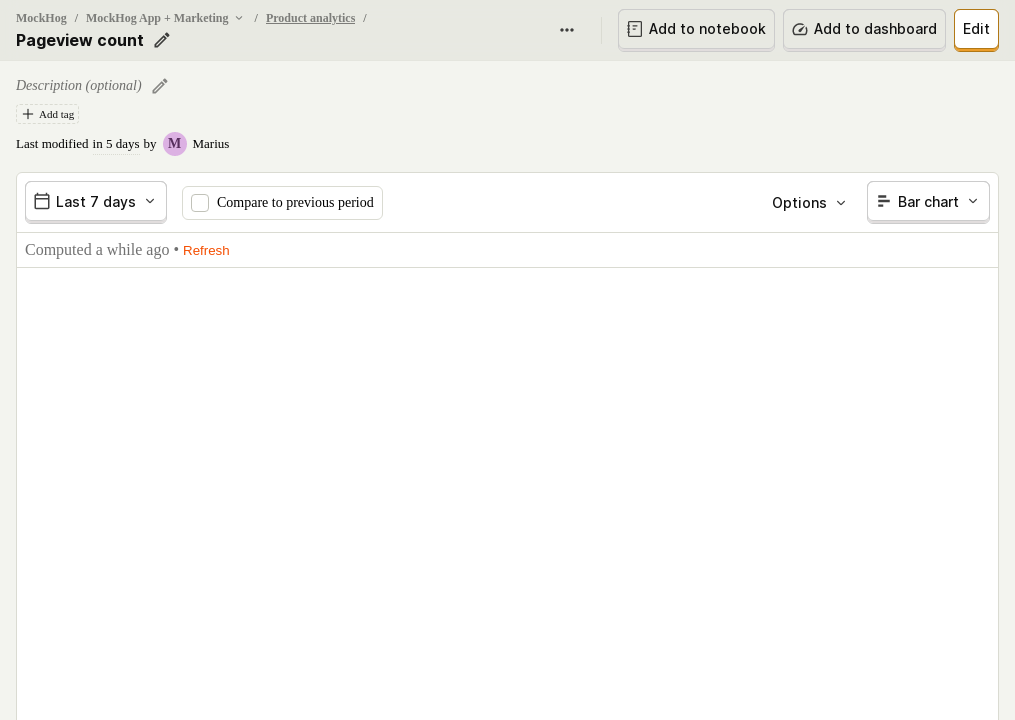 MockHog / MockHog App + Marketing / Product analytics /
Pageview count
Add to notebook
Add to dashboard
Edit
Description (optional)
Add tag
Last modified in 5 days by M Marius
Last 7 days
Compare to previous period
Options
Bar chart
Computed a while ago • Refresh